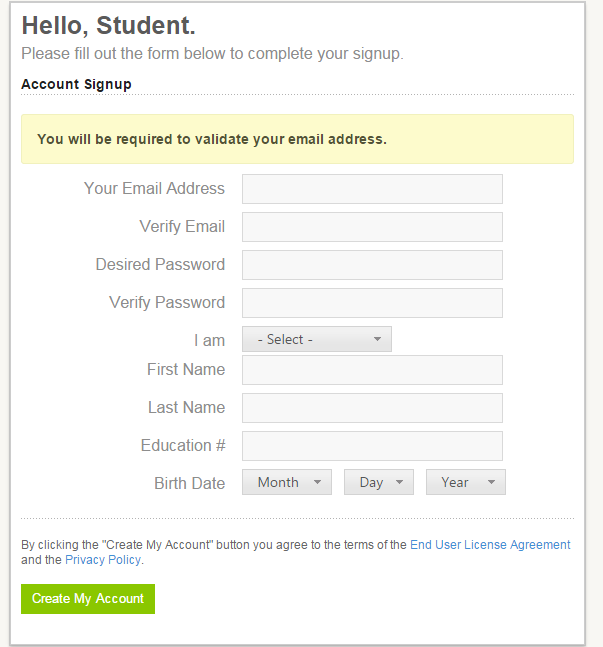 Hello, Student.
Please fill out the form below to complete your signup.
Account Signup
You will be required to validate your email address.
Your Email Address
Verify Email
Desired Password
Verify Password
I am - Select -
First Name
Last Name
Education #
Birth Date Month Day Year
By clicking the "Create My Account" button you agree to the terms of the End User License Agreement
and the Privacy Policy.
Create My Account